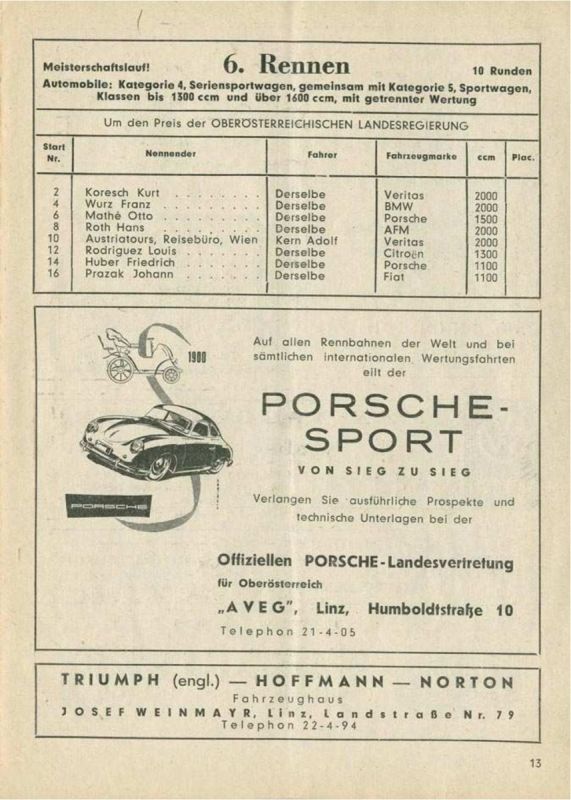 Meisterschaftslauf! 6. Rennen 10 Runden
Automobile: Kategorie 4, Seriensportwagen, gemeinsam mit Kategorie 5, Sportwagen,
Klassen bis 1300 ccm und über 1600 ccm, mit getrennter Wertung
Um den Preis der OBERÖSTERREICHISCHEN LANDESREGIERUNG
Start Nr. Nennender Fahrer Fahrzeugmarke ccm Plac.
2 Koresch Kurt . . . . . . . . . Derselbe Veritas 2000
4 Wurz Franz . . . . . . . . . Derselbe BMW 2000
6 Mathé Otto . . . . . . . . . Derselbe Porsche 1500
8 Roth Hans . . . . . . . . . Derselbe AFM 2000
10 Austriatours, Reisebüro, Wien Kern Adolf Veritas 2000
12 Rodriguez Louis . . . . . . . Derselbe Citroën 1300
14 Huber Friedrich . . . . . . . Derselbe Porsche 1100
16 Prazak Johann . . . . . . . Derselbe Fiat 1100
1900
Auf allen Rennbahnen der Welt und bei
sämtlichen internationalen Wertungsfahrten
eilt der
PORSCHE-
SPORT
VON SIEG ZU SIEG
PORSCHE
Verlangen Sie ausführliche Prospekte und
technische Unterlagen bei der
Offiziellen PORSCHE-Landesvertretung
für Oberösterreich
„AVEG", Linz, Humboldtstraße 10
Telephon 21-4-05
TRIUMPH (engl.) — HOFFMANN — NORTON
Fahrzeughaus
JOSEF WEINMAYR, Linz, Landstraße Nr. 79
Telephon 22-4-94
13